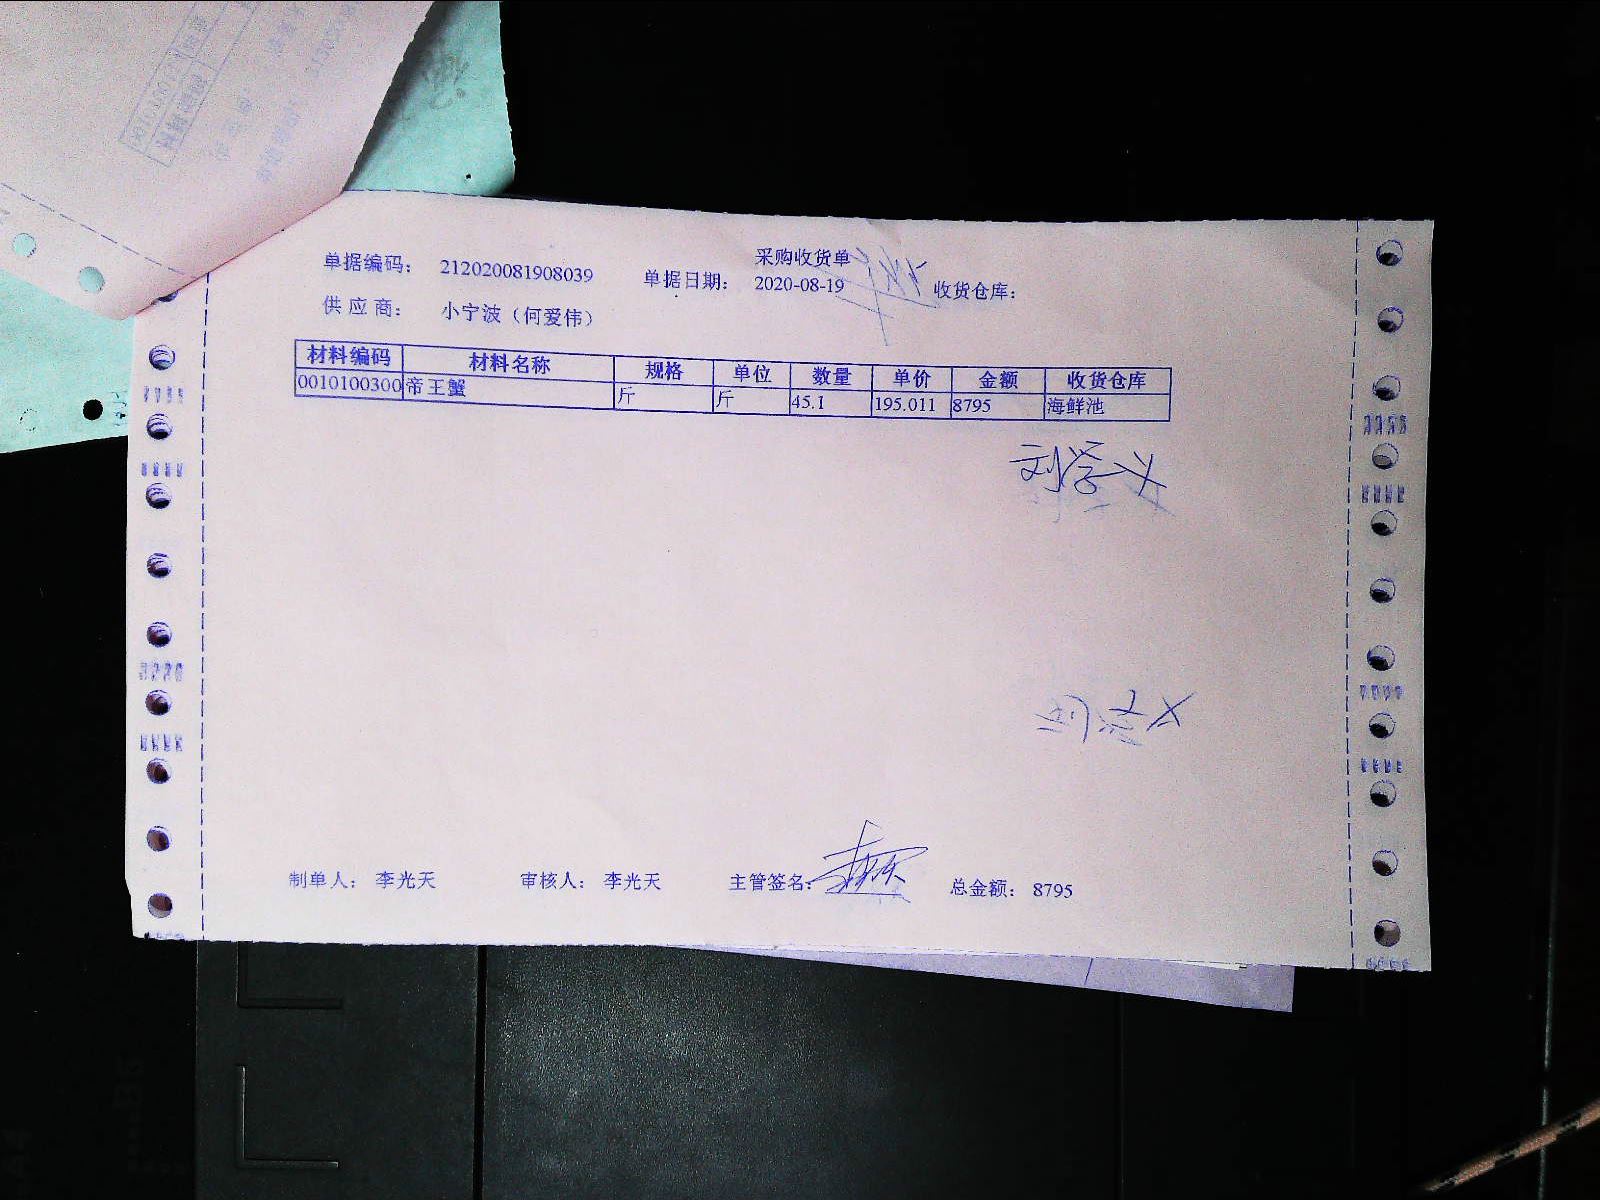 采购收货单
单据编码： 212020081908039 单据日期： 2020-08-19 收货仓库：
供应商： 小宁波（何爱伟）
材料编码 材料名称 规格 单位 数量 单价 金额 收货仓库
0010100300 帝王蟹 斤 斤 45.1 195.011 8795 海鲜池
刘学义
制单人： 李光天 审核人： 李光天 主管签名： 总金额： 8795